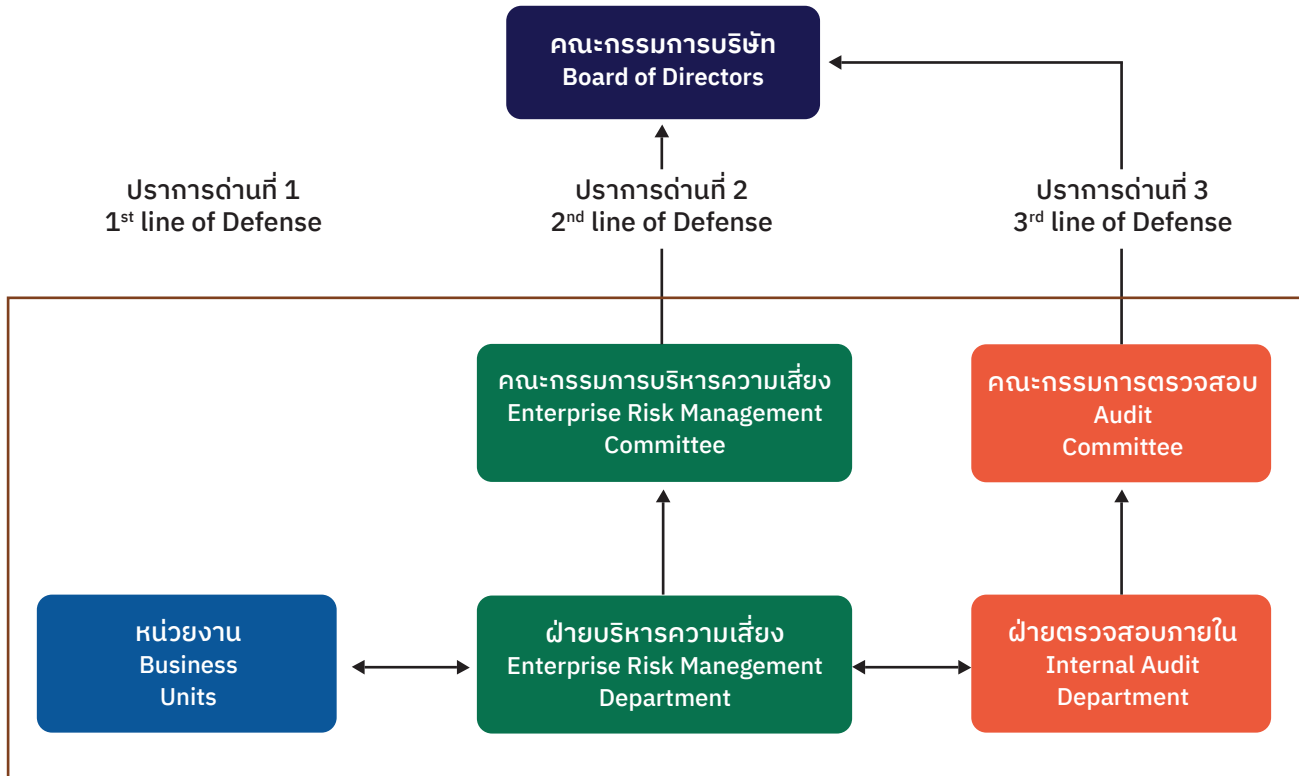 คณะกรรมการบริษัท
Board of Directors
ปราการด่านที่ 1
1st line of Defense
ปราการด่านที่ 2
2nd line of Defense
ปราการด่านที่ 3
3rd line of Defense
คณะกรรมการบริหารความเสี่ยง
Enterprise Risk Management
Committee
คณะกรรมการตรวจสอบ
Audit
Committee
หน่วยงาน
Business
Units
ฝ่ายบริหารความเสี่ยง
Enterprise Risk Manegement
Department
ฝ่ายตรวจสอบภายใน
Internal Audit
Department